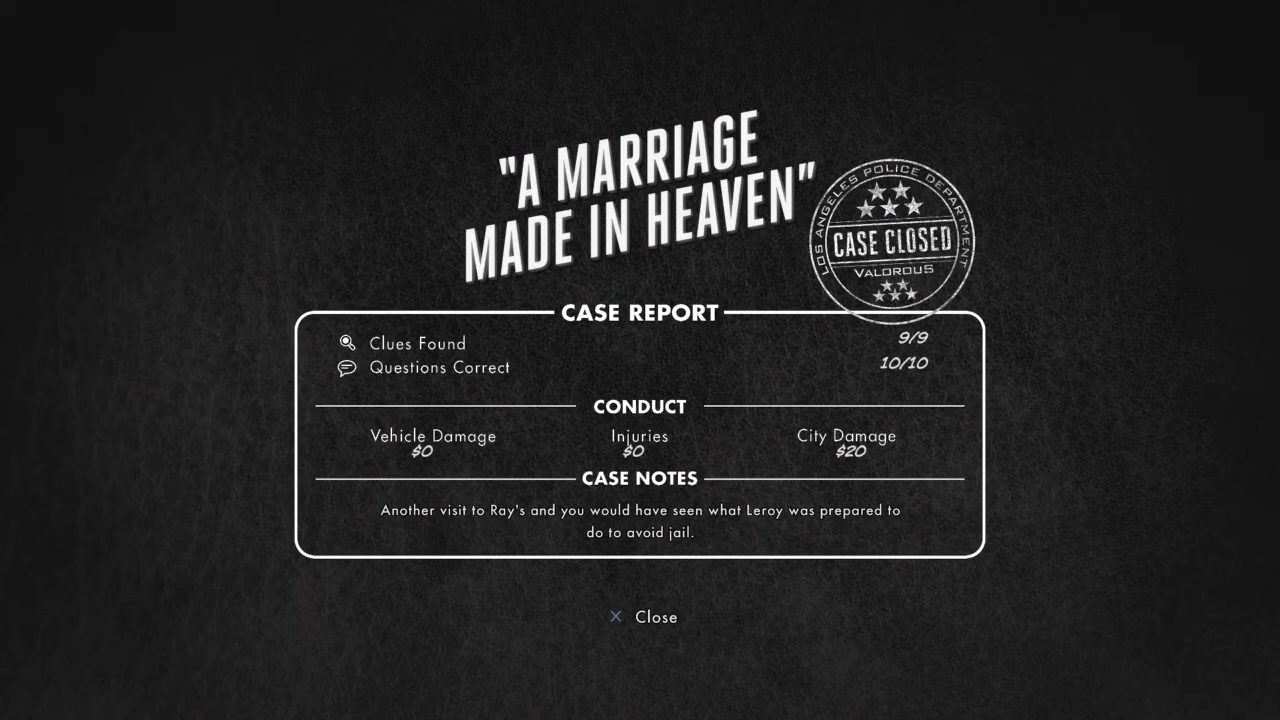 "A MARRIAGE
MADE IN HEAVEN"
LOS ANGELES POLICE DEPARTMENT
CASE CLOSED
VALOROUS
CASE REPORT
Clues Found 9/9
Questions Correct 10/10
CONDUCT
Vehicle Damage Injuries City Damage
$0 $0 $20
CASE NOTES
Another visit to Ray's and you would have seen what Leroy was prepared to
do to avoid jail.
X Close